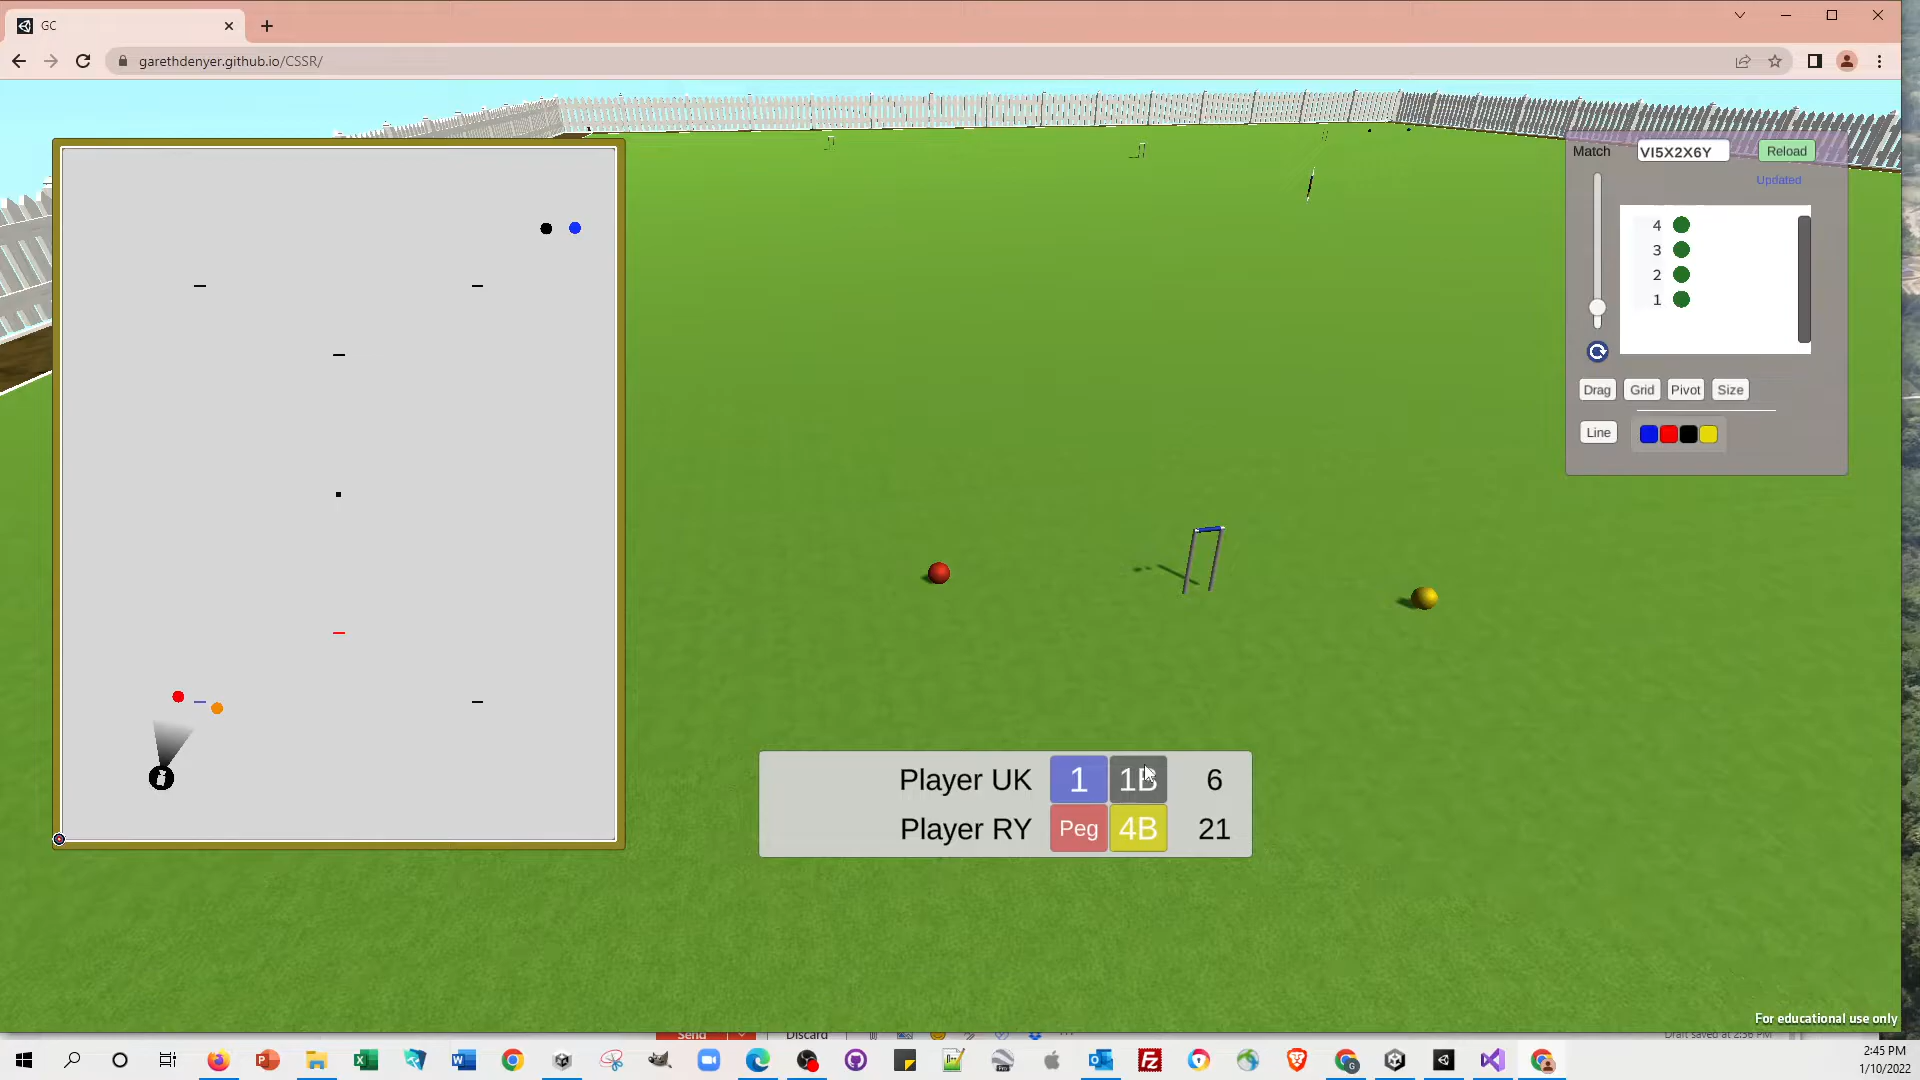 GC
garethdenyer.github.io/CSSR/
Match VI5X2X6Y Reload
Updated
4
3
2
1
Drag Grid Pivot Size
Line
Player UK 1 1B 6
Player RY Peg 4B 21
For educational use only
Send Discard
2:45 PM
1/10/2022